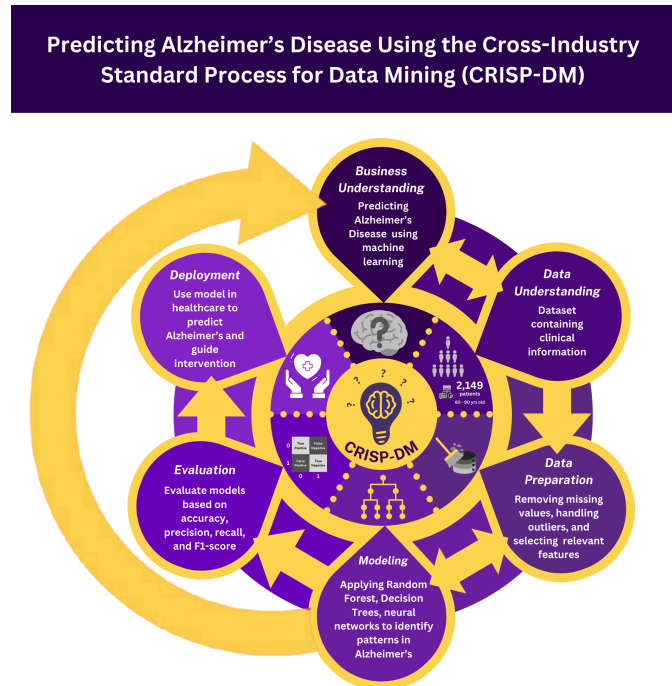 Predicting Alzheimer's Disease Using the Cross-Industry
Standard Process for Data Mining (CRISP-DM)
Business
Understanding
Predicting
Alzheimer's
Disease using
machine
learning
Data
Understanding
Dataset
containing
clinical
information
Data
Preparation
Removing missing
values, handling
outliers, and
selecting relevant
features
Modeling
Applying Random
Forest, Decision
Trees, neural
networks to identify
patterns in
Alzheimer's
Evaluation
Evaluate models
based on
accuracy,
precision, recall,
and F1-score
Deployment
Use model in
healthcare to
predict
Alzheimer's and
guide
intervention
?
2,149
patients
60 - 90 yrs old
0
True
Positive
False
Negative
1
False
Positive
True
Negative
0
1
? ? ? ? ? ?
CRISP-DM